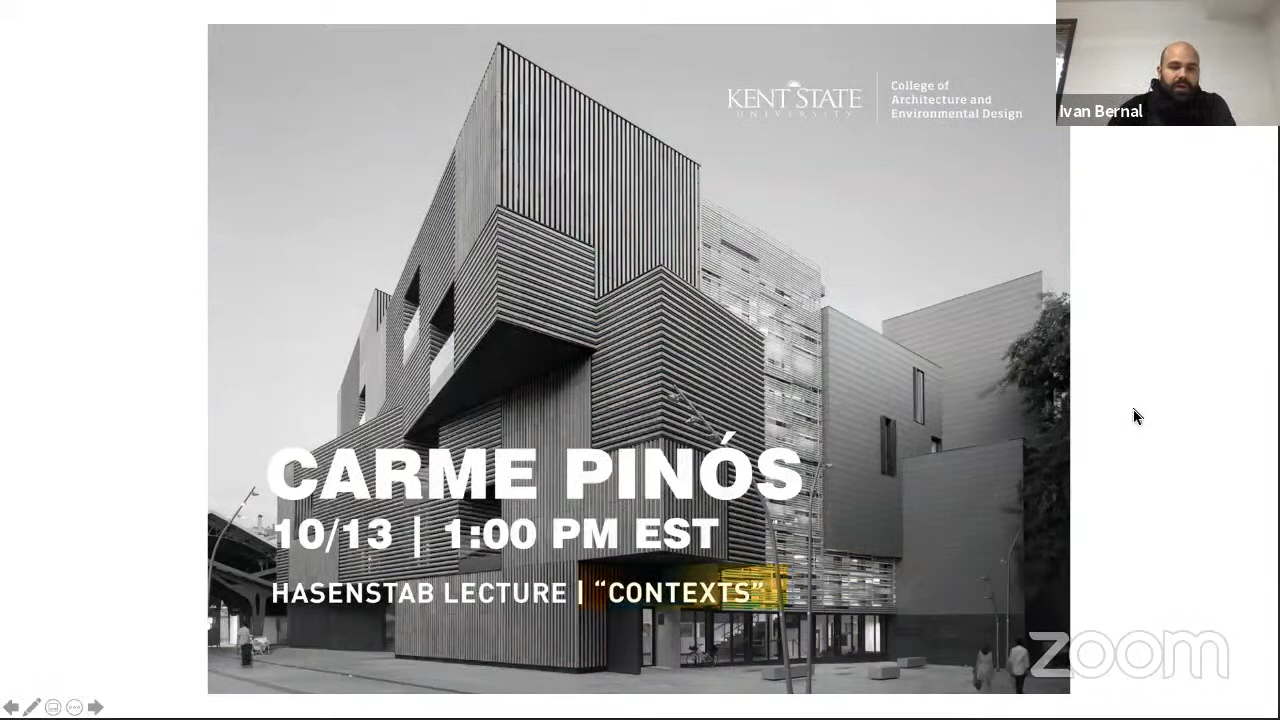 KENT STATE
UNIVERSITY
College of
Architecture and
Environmental Design
Ivan Bernal
CARME PINÓS
10/13 | 1:00 PM EST
HASENSTAB LECTURE | “CONTEXTS”
zoom